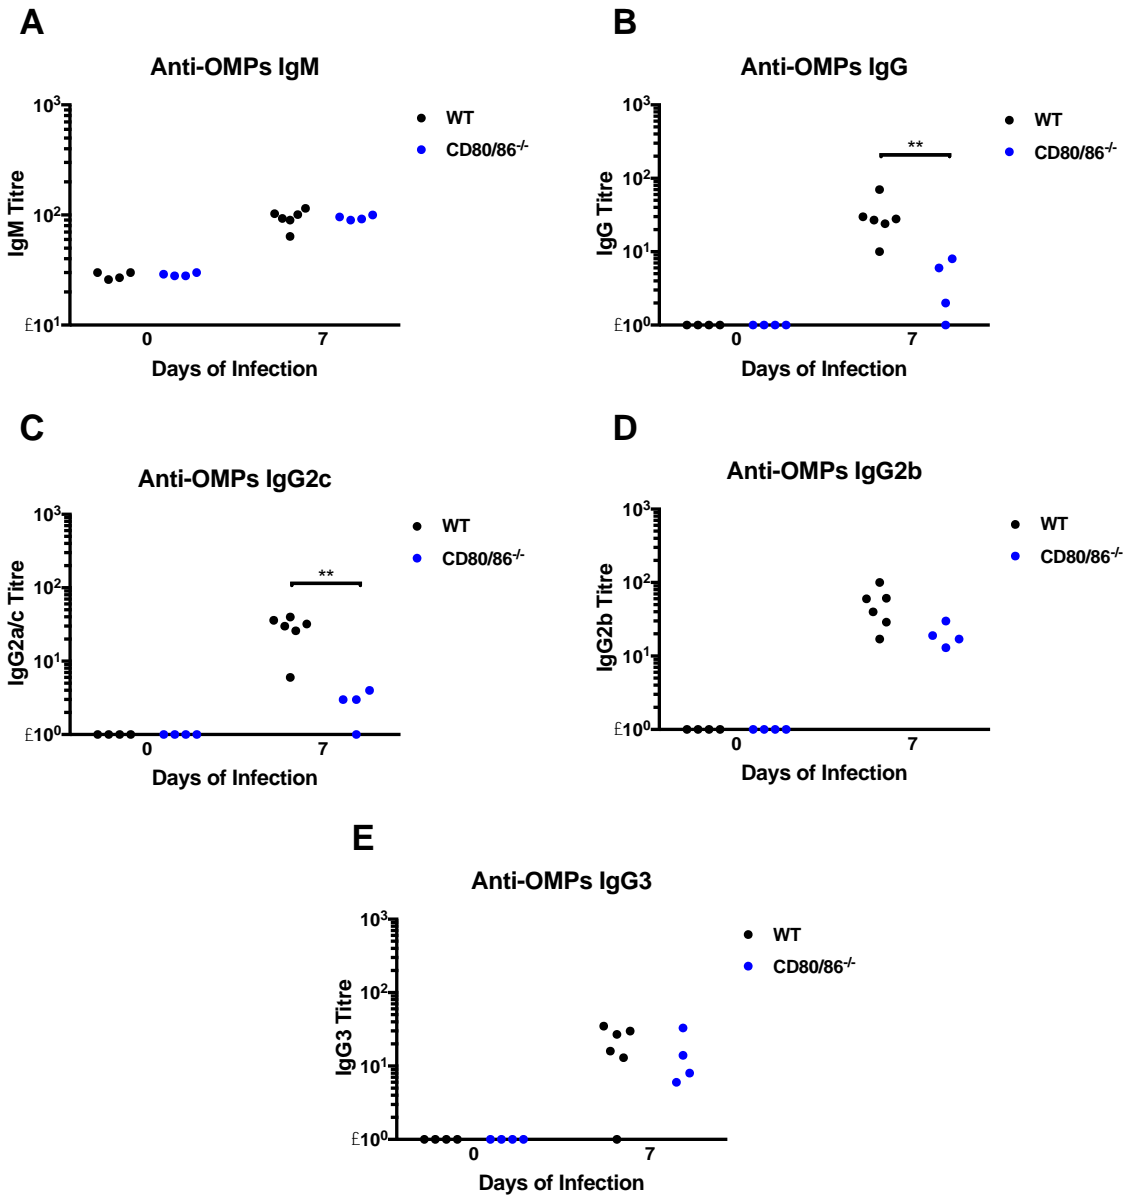 A
Anti-OMPs IgM
10³
10²
£10¹
IgM Titre
0
7
Days of Infection
WT
CD80/86⁻/⁻
B
Anti-OMPs IgG
10³
10²
10¹
£10⁰
IgG Titre
**
0
7
Days of Infection
WT
CD80/86⁻/⁻
C
Anti-OMPs IgG2c
10³
10²
10¹
£10⁰
IgG2a/c Titre
**
0
7
Days of Infection
WT
CD80/86⁻/⁻
D
Anti-OMPs IgG2b
10³
10²
10¹
£10⁰
IgG2b Titre
0
7
Days of Infection
WT
CD80/86⁻/⁻
E
Anti-OMPs IgG3
10³
10²
10¹
£10⁰
IgG3 Titre
0
7
Days of Infection
WT
CD80/86⁻/⁻